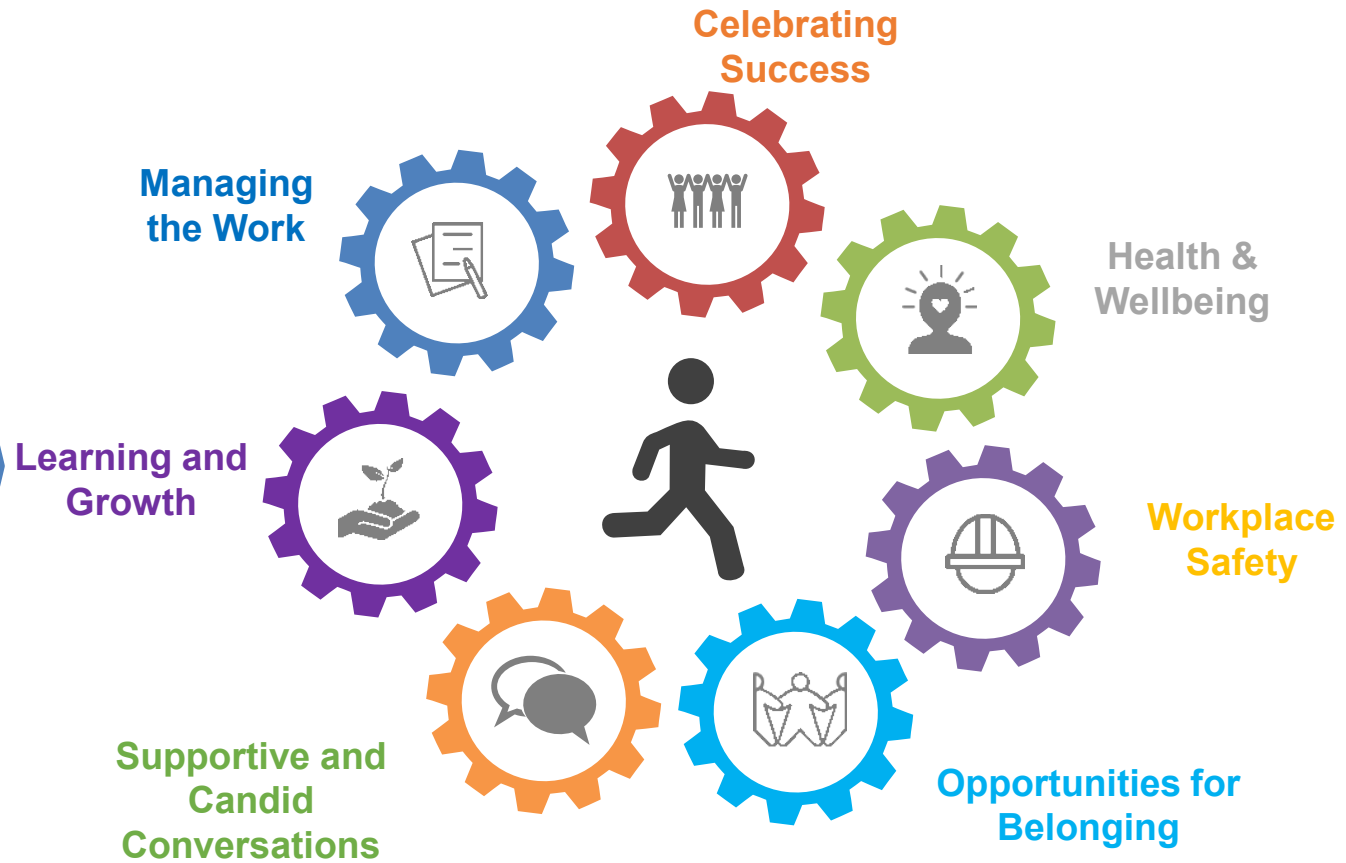 Celebrating
Success
Managing
the Work
Health &
Wellbeing
Learning and
Growth
Workplace
Safety
Supportive and
Candid
Conversations
Opportunities for
Belonging